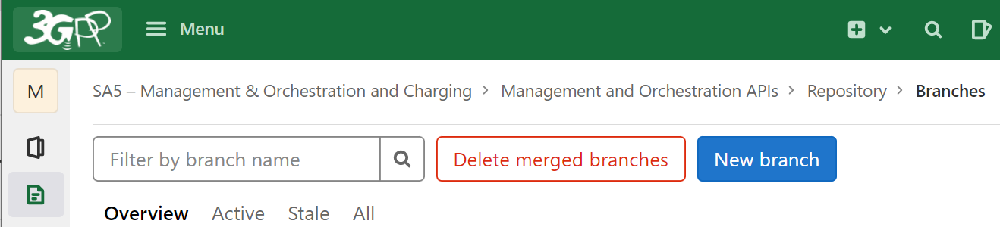 3GPP Menu
M
SA5 – Management & Orchestration and Charging > Management and Orchestration APIs > Repository > Branches
Filter by branch name Delete merged branches New branch
Overview Active Stale All